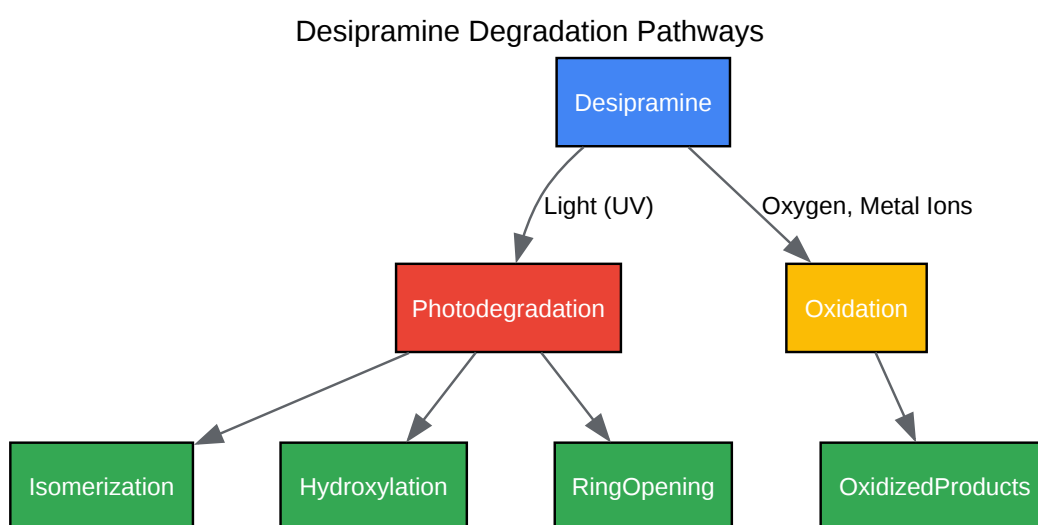 Desipramine Degradation Pathways
Desipramine
Light (UV)
Oxygen, Metal Ions
Photodegradation
Oxidation
Isomerization
Hydroxylation
RingOpening
OxidizedProducts